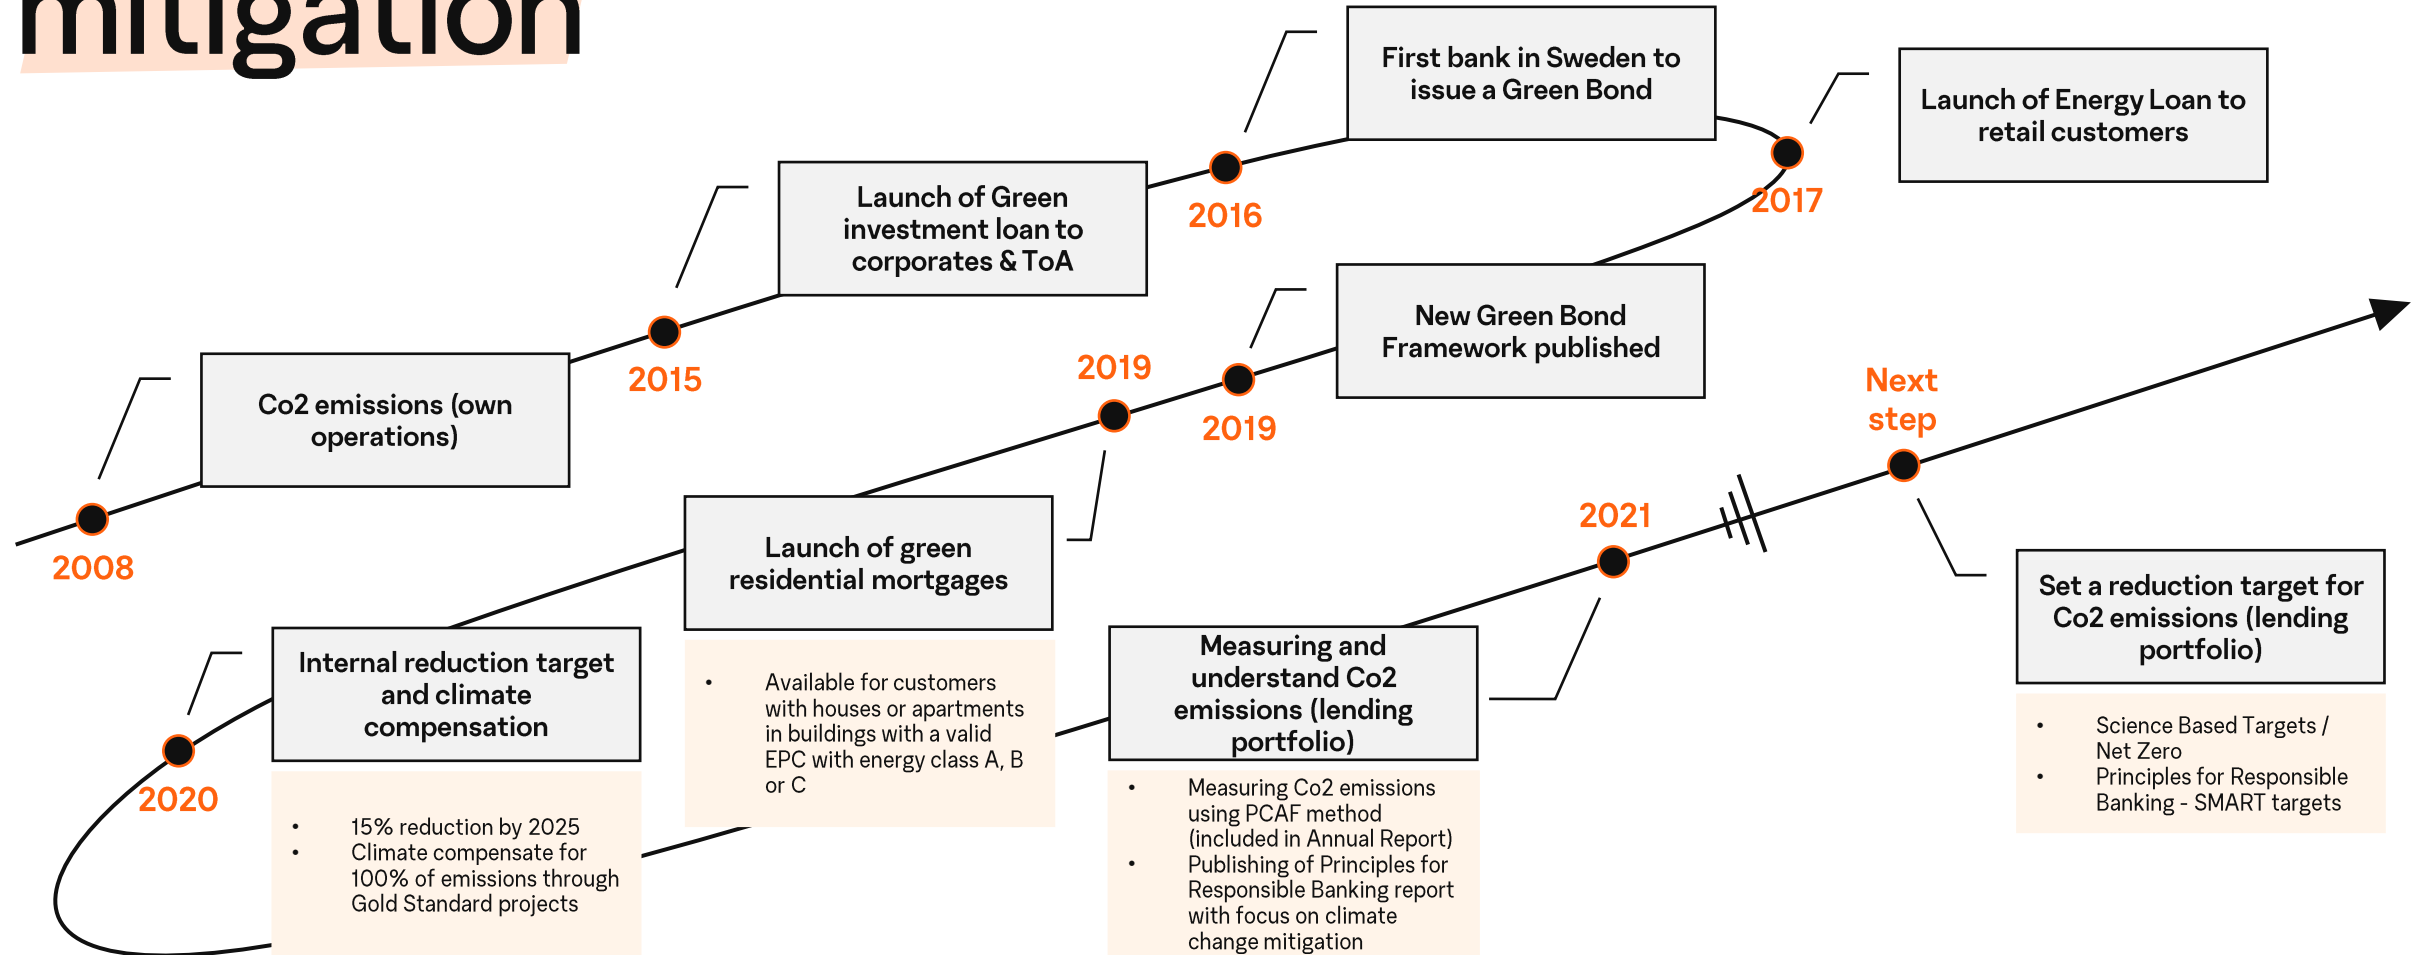 mitigation
First bank in Sweden to
issue a Green Bond
Launch of Energy Loan to
retail customers
Launch of Green
investment loan to
corporates & ToA
2016
2017
Co2 emissions (own
operations)
2015
2008
New Green Bond
Framework published
2019
2019
Launch of green
residential mortgages
• Available for customers
with houses or apartments
in buildings with a valid
EPC with energy class A, B
or C
Internal reduction target
and climate
compensation
2020
• 15% reduction by 2025
• Climate compensate for
100% of emissions through
Gold Standard projects
2021
Measuring and
understand Co2
emissions (lending
portfolio)
• Measuring Co2 emissions
using PCAF method
(included in Annual Report)
• Publishing of Principles for
Responsible Banking report
with focus on climate
change mitigation
Next
step
Set a reduction target for
Co2 emissions (lending
portfolio)
• Science Based Targets /
Net Zero
• Principles for Responsible
Banking - SMART targets